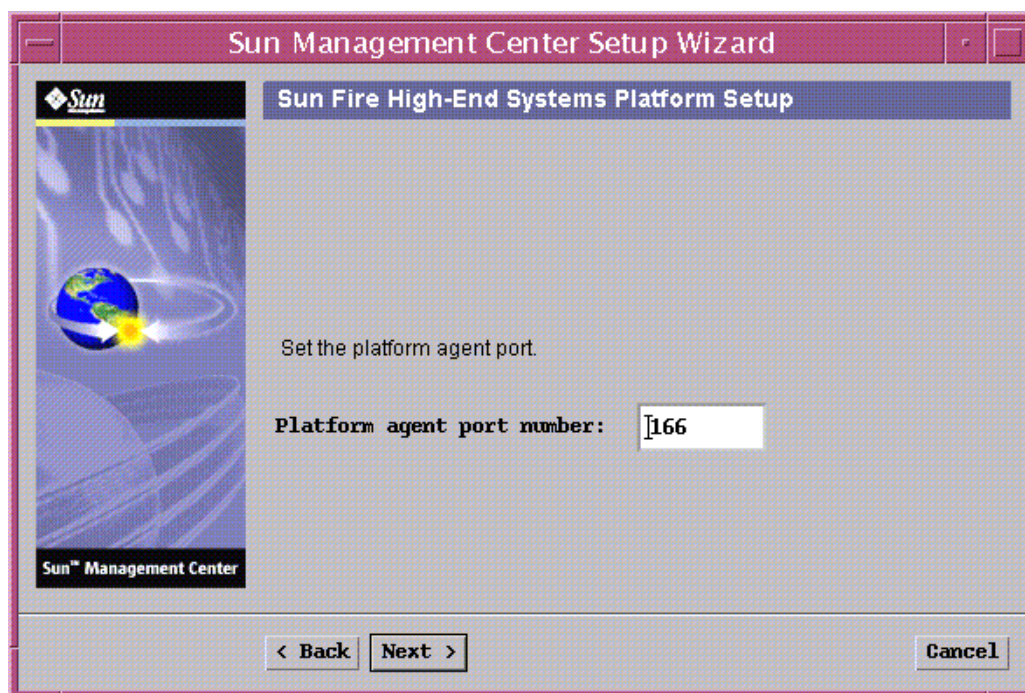 Sun Management Center Setup Wizard
Sun
Sun Fire High-End Systems Platform Setup
Set the platform agent port.
Platform agent port number: 166
Sun™ Management Center
< Back Next > Cancel